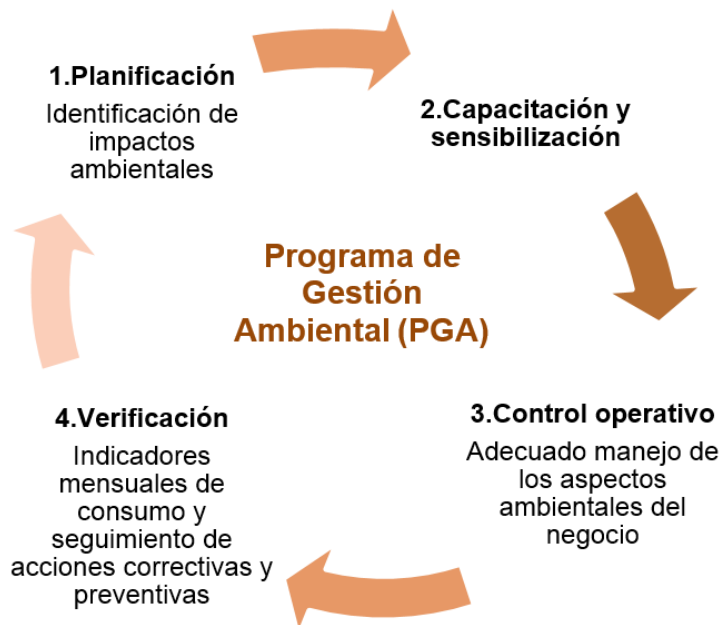 1.Planificación
Identificación de
impactos
ambientales
2.Capacitación y
sensibilización
Programa de
Gestión
Ambiental (PGA)
3.Control operativo
Adecuado manejo de
los aspectos
ambientales del
negocio
4.Verificación
Indicadores
mensuales de
consumo y
seguimiento de
acciones correctivas y
preventivas